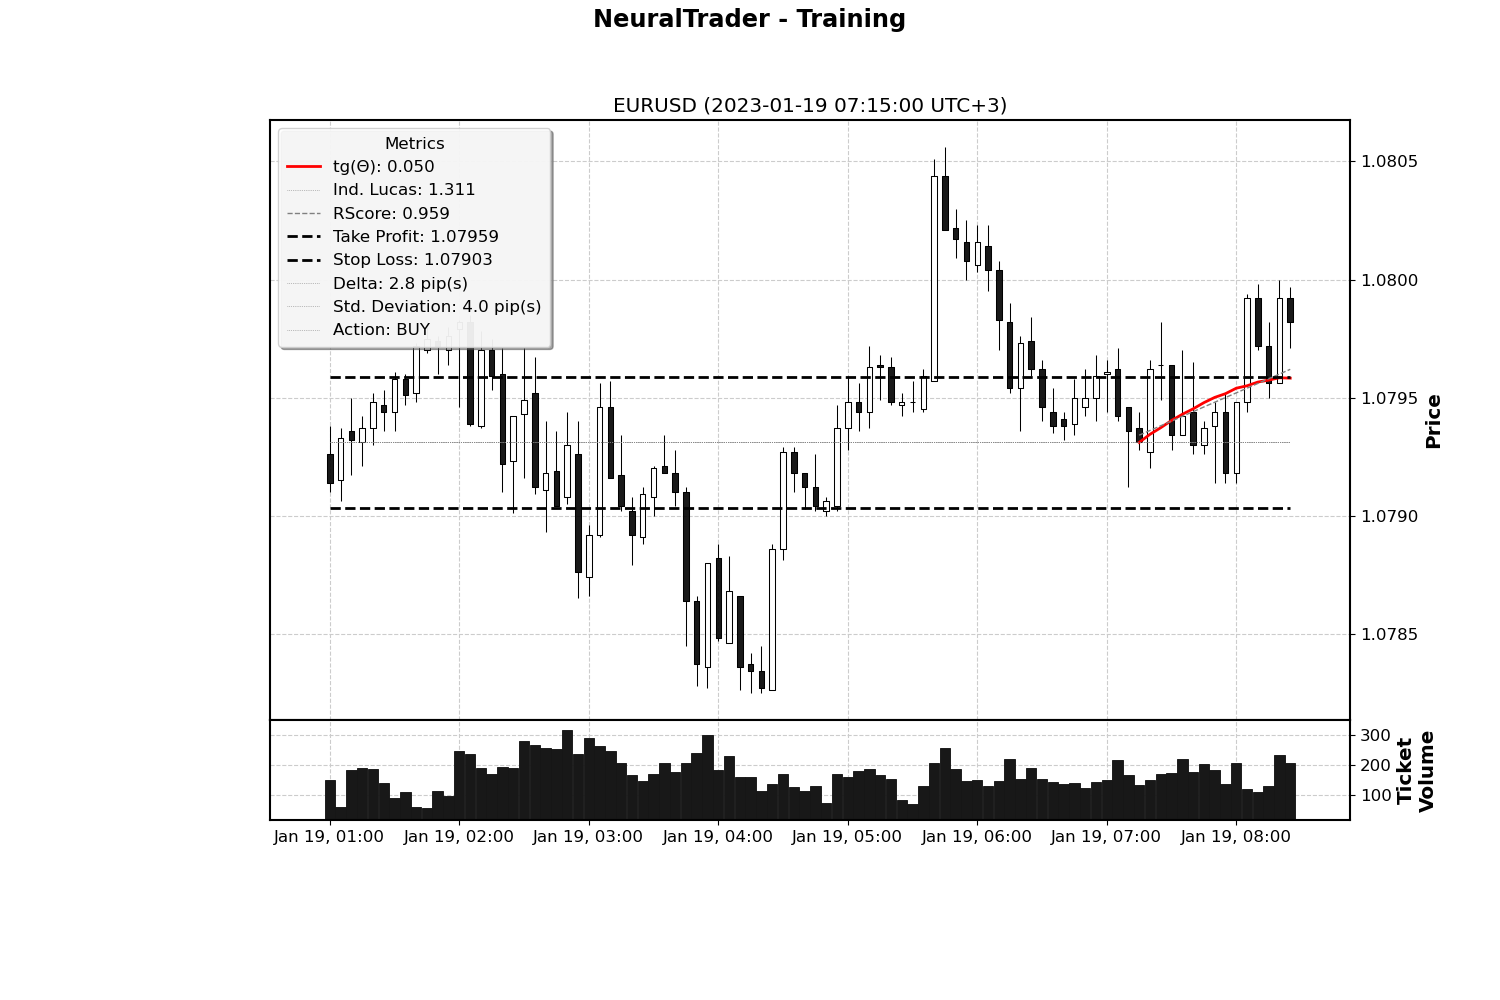 NeuralTrader - Training
EURUSD (2023-01-19 07:15:00 UTC+3)
Metrics
tg(Θ): 0.050
Ind. Lucas: 1.311
RScore: 0.959
Take Profit: 1.07959
Stop Loss: 1.07903
Delta: 2.8 pip(s)
Std. Deviation: 4.0 pip(s)
Action: BUY
1.0805
1.0800
1.0795
1.0790
1.0785
Price
300
200
100
Ticket
Volume
Jan 19, 01:00
Jan 19, 02:00
Jan 19, 03:00
Jan 19, 04:00
Jan 19, 05:00
Jan 19, 06:00
Jan 19, 07:00
Jan 19, 08:00